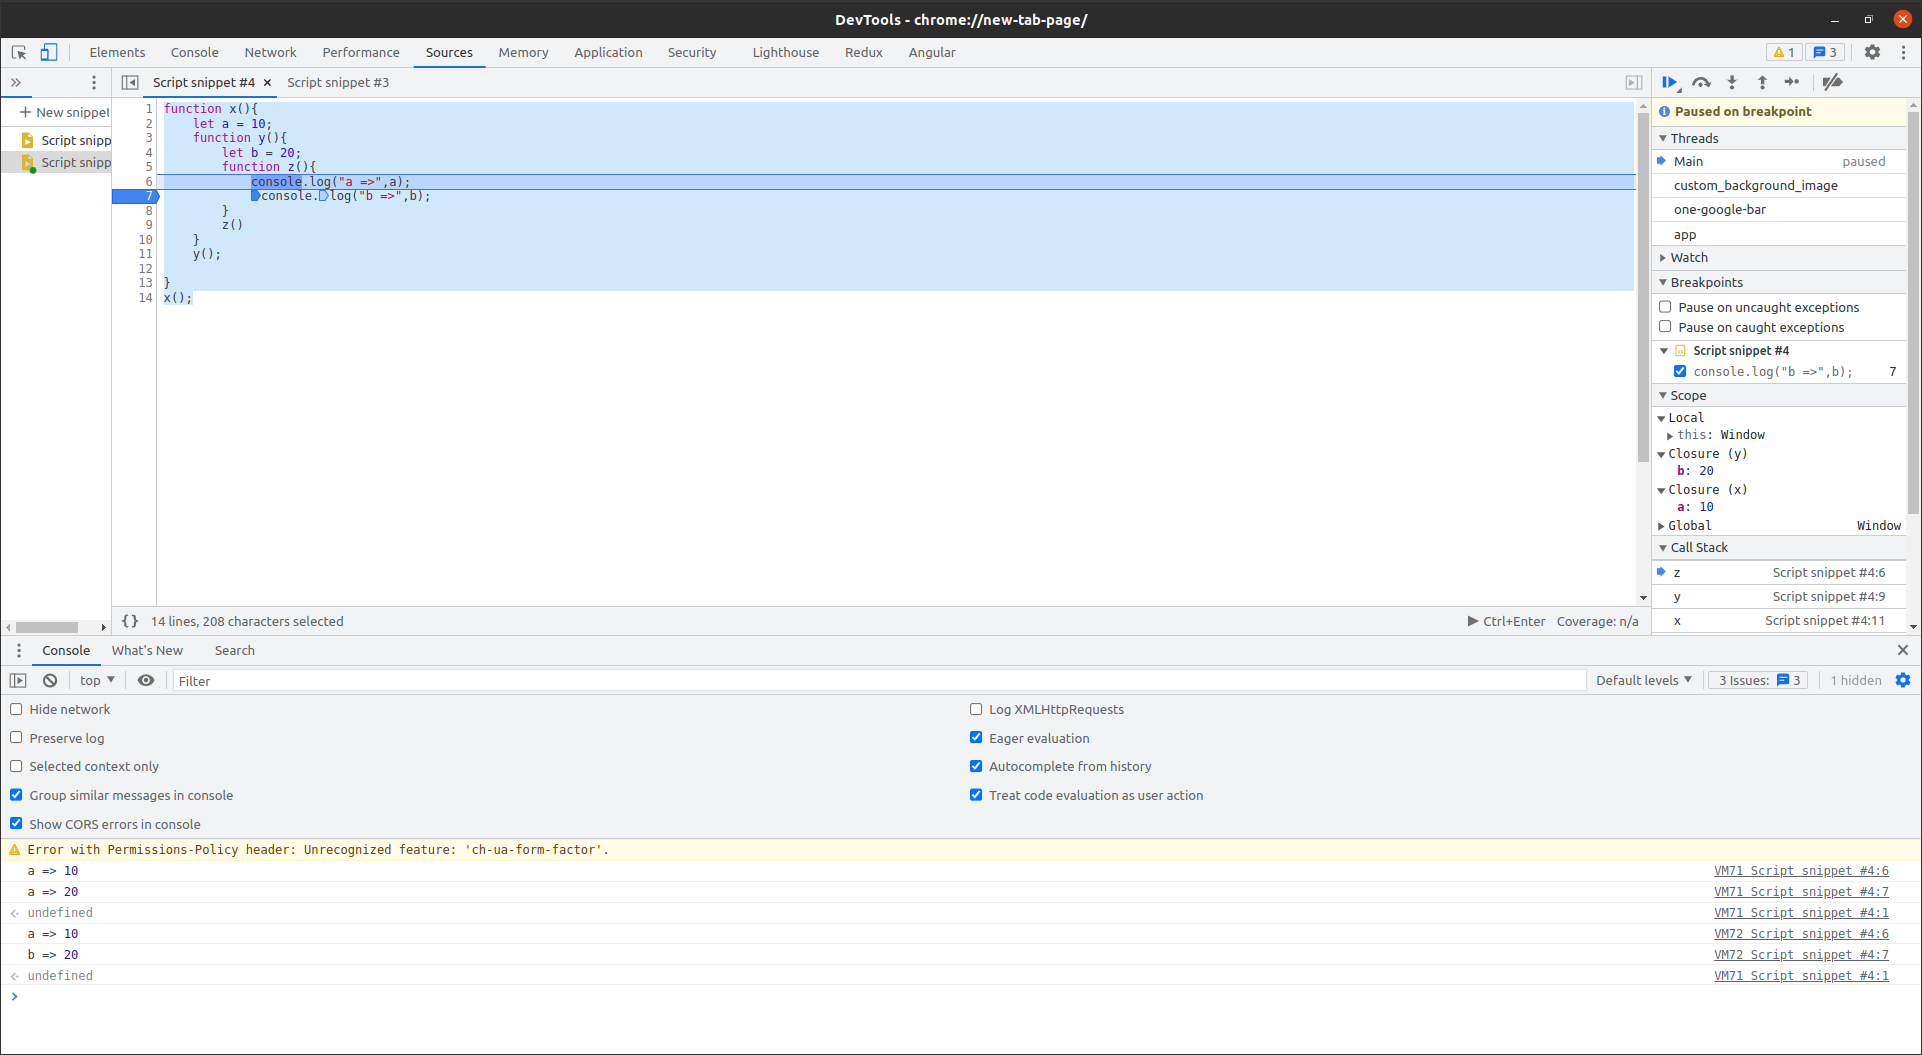 DevTools - chrome://new-tab-page/
Elements Console Network Performance Sources Memory Application Security Lighthouse Redux Angular 1 3
Script snippet #4 × Script snippet #3
+ New snippet
Script snipp
Script snipp
1 function x(){
2 let a = 10;
3 function y(){
4 let b = 20;
5 function z(){
6 console.log("a =>",a);
7 console.log("b =>",b);
8 }
9 z()
10 }
11 y();
12
13 }
14 x();
{} 14 lines, 208 characters selected Ctrl+Enter Coverage: n/a
Paused on breakpoint
Threads
Main paused
custom_background_image
one-google-bar
app
Watch
Breakpoints
Pause on uncaught exceptions
Pause on caught exceptions
Script snippet #4
console.log("b =>",b); 7
Scope
Local
this: Window
Closure (y)
b: 20
Closure (x)
a: 10
Global Window
Call Stack
z Script snippet #4:6
y Script snippet #4:9
x Script snippet #4:11
Console What's New Search
top Filter Default levels 3 Issues: 3 1 hidden
Hide network Log XMLHttpRequests
Preserve log Eager evaluation
Selected context only Autocomplete from history
Group similar messages in console Treat code evaluation as user action
Show CORS errors in console
Error with Permissions-Policy header: Unrecognized feature: 'ch-ua-form-factor'.
a => 10 VM71 Script snippet #4:6
a => 20 VM71 Script snippet #4:7
undefined VM71 Script snippet #4:1
a => 10 VM72 Script snippet #4:6
b => 20 VM72 Script snippet #4:7
undefined VM71 Script snippet #4:1